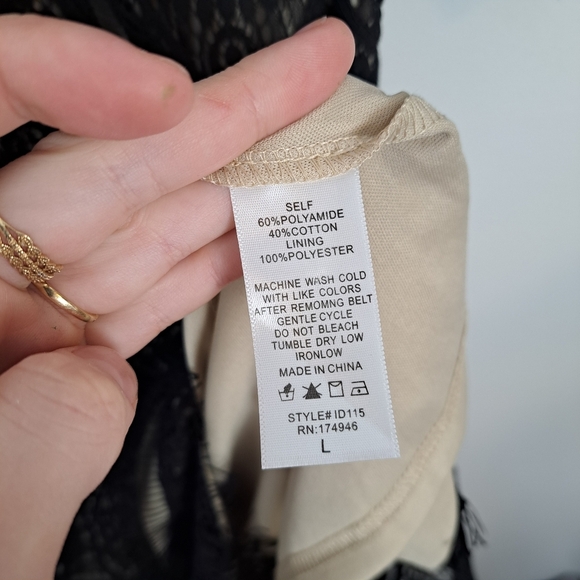 SELF
60%POLYAMIDE
40%COTTON
LINING
100%POLYESTER
MACHINE WASH COLD
WITH LIKE COLORS
AFTER REMOMNG BELT
GENTLE CYCLE
DO NOT BLEACH
TUMBLE DRY LOW
IRONLOW
MADE IN CHINA
STYLE# ID115
RN:174946
L